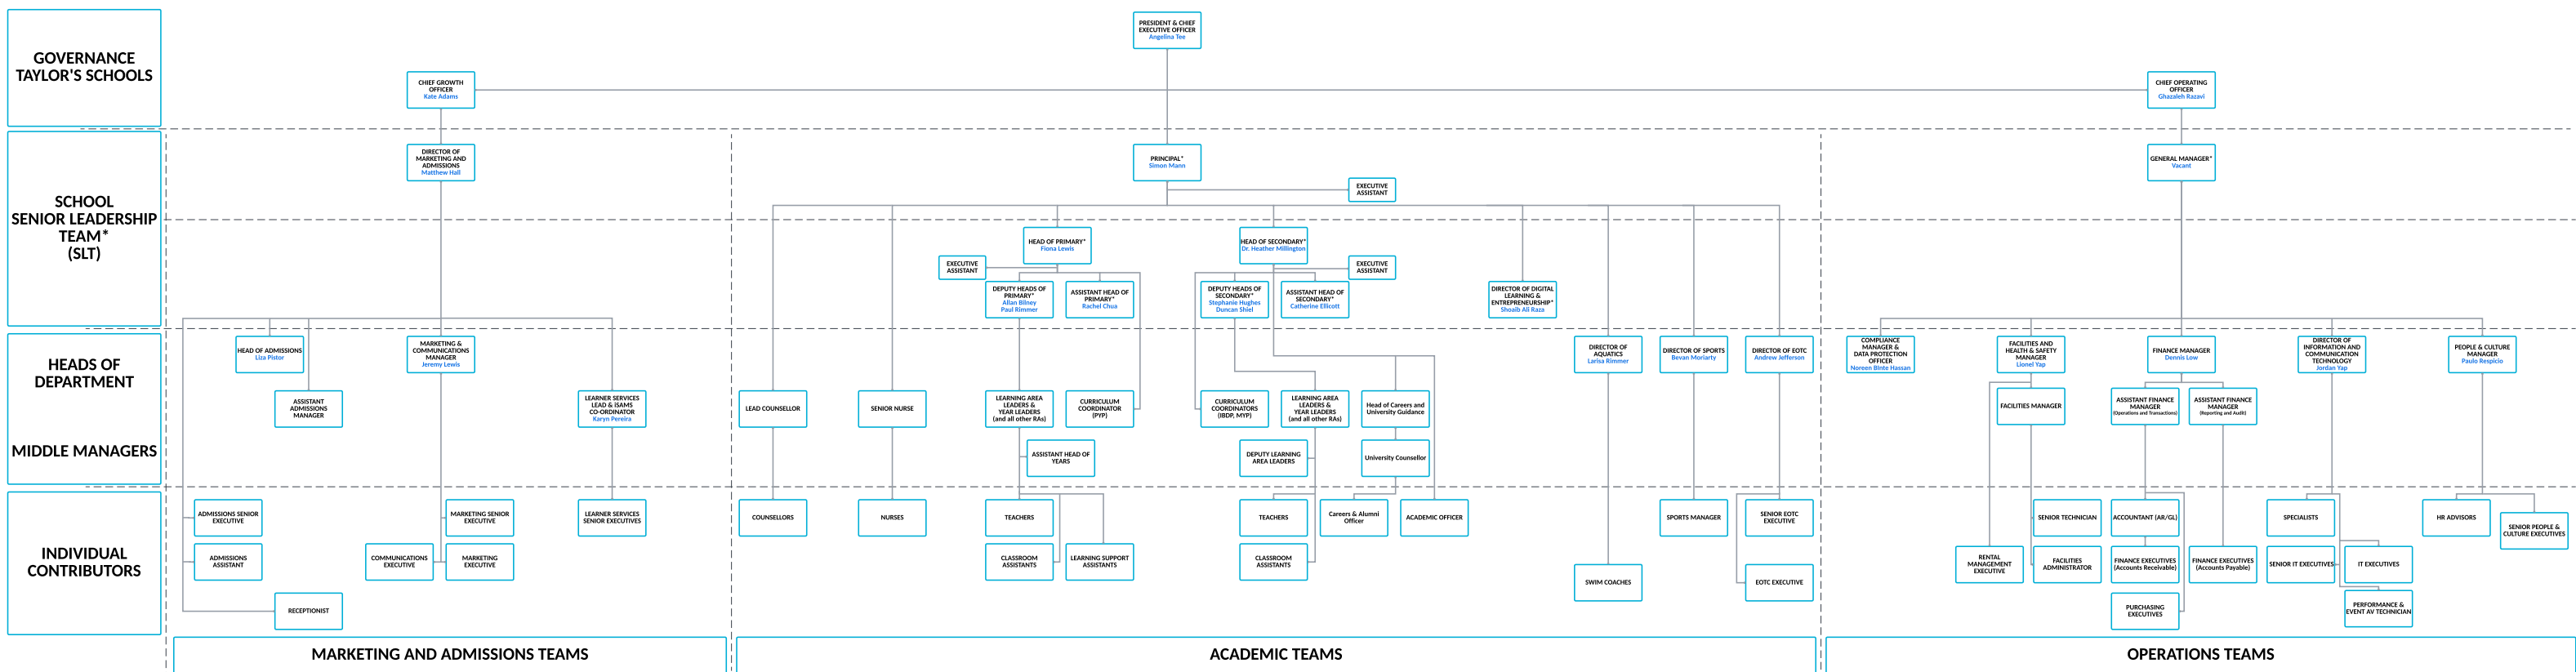 GOVERNANCE
TAYLOR'S SCHOOLS
PRESIDENT & CHIEF
EXECUTIVE OFFICER
Angelina Tee
CHIEF GROWTH
OFFICER
Kate Adams
CHIEF OPERATING
OFFICER
Ghazaleh Razavi
SCHOOL
SENIOR LEADERSHIP
TEAM*
(SLT)
DIRECTOR OF
MARKETING AND
ADMISSIONS
Matthew Hall
PRINCIPAL*
Simon Mann
GENERAL MANAGER*
Vacant
EXECUTIVE
ASSISTANT
HEAD OF PRIMARY*
Fiona Lewis
HEAD OF SECONDARY*
Dr. Heather Millington
EXECUTIVE
ASSISTANT
EXECUTIVE
ASSISTANT
DEPUTY HEADS OF
PRIMARY*
Allan Bilney
Paul Rimmer
ASSISTANT HEAD OF
PRIMARY*
Rachel Chua
DEPUTY HEADS OF
SECONDARY*
Stephanie Hughes
Duncan Shiel
ASSISTANT HEAD OF
SECONDARY*
Catherine Ellicott
DIRECTOR OF DIGITAL
LEARNING &
ENTREPRENEURSHIP*
Shoaib Ali Raza
HEADS OF
DEPARTMENT
MIDDLE MANAGERS
HEAD OF ADMISSIONS
Liza Pistor
MARKETING &
COMMUNICATIONS
MANAGER
Jeremy Lewis
DIRECTOR OF
AQUATICS
Larisa Rimmer
DIRECTOR OF SPORTS
Bevan Moriarty
DIRECTOR OF EOTC
Andrew Jefferson
COMPLIANCE
MANAGER &
DATA PROTECTION
OFFICER
Noreen Binte Hassan
FACILITIES AND
HEALTH & SAFETY
MANAGER
Lionel Yap
FINANCE MANAGER
Dennis Low
DIRECTOR OF
INFORMATION AND
COMMUNICATION
TECHNOLOGY
Jordan Yap
PEOPLE & CULTURE
MANAGER
Paulo Respicio
ASSISTANT
ADMISSIONS
MANAGER
LEARNER SERVICES
LEAD & iSAMS
CO-ORDINATOR
Karyn Pereira
LEAD COUNSELLOR
SENIOR NURSE
LEARNING AREA
LEADERS &
YEAR LEADERS
(and all other RAs)
CURRICULUM
COORDINATOR
(PYP)
CURRICULUM
COORDINATORS
(IBDP, MYP)
LEARNING AREA
LEADERS &
YEAR LEADERS
(and all other RAs)
Head of Careers and
University Guidance
FACILITIES MANAGER
ASSISTANT FINANCE
MANAGER
(Operations and Transactions)
ASSISTANT FINANCE
MANAGER
(Reporting and Audit)
ASSISTANT HEAD OF
YEARS
DEPUTY LEARNING
AREA LEADERS
University Counsellor
INDIVIDUAL
CONTRIBUTORS
ADMISSIONS SENIOR
EXECUTIVE
MARKETING SENIOR
EXECUTIVE
LEARNER SERVICES
SENIOR EXECUTIVES
COUNSELLORS
NURSES
TEACHERS
TEACHERS
Careers & Alumni
Officer
ACADEMIC OFFICER
SPORTS MANAGER
SENIOR EOTC
EXECUTIVE
SENIOR TECHNICIAN
ACCOUNTANT (AR/GL)
SPECIALISTS
HR ADVISORS
SENIOR PEOPLE &
CULTURE EXECUTIVES
ADMISSIONS
ASSISTANT
COMMUNICATIONS
EXECUTIVE
MARKETING
EXECUTIVE
CLASSROOM
ASSISTANTS
LEARNING SUPPORT
ASSISTANTS
CLASSROOM
ASSISTANTS
RENTAL
MANAGEMENT
EXECUTIVE
FACILITIES
ADMINISTRATOR
FINANCE EXECUTIVES
(Accounts Receivable)
FINANCE EXECUTIVES
(Accounts Payable)
SENIOR IT EXECUTIVES
IT EXECUTIVES
SWIM COACHES
EOTC EXECUTIVE
RECEPTIONIST
PURCHASING
EXECUTIVES
PERFORMANCE &
EVENT AV TECHNICIAN
MARKETING AND ADMISSIONS TEAMS
ACADEMIC TEAMS
OPERATIONS TEAMS